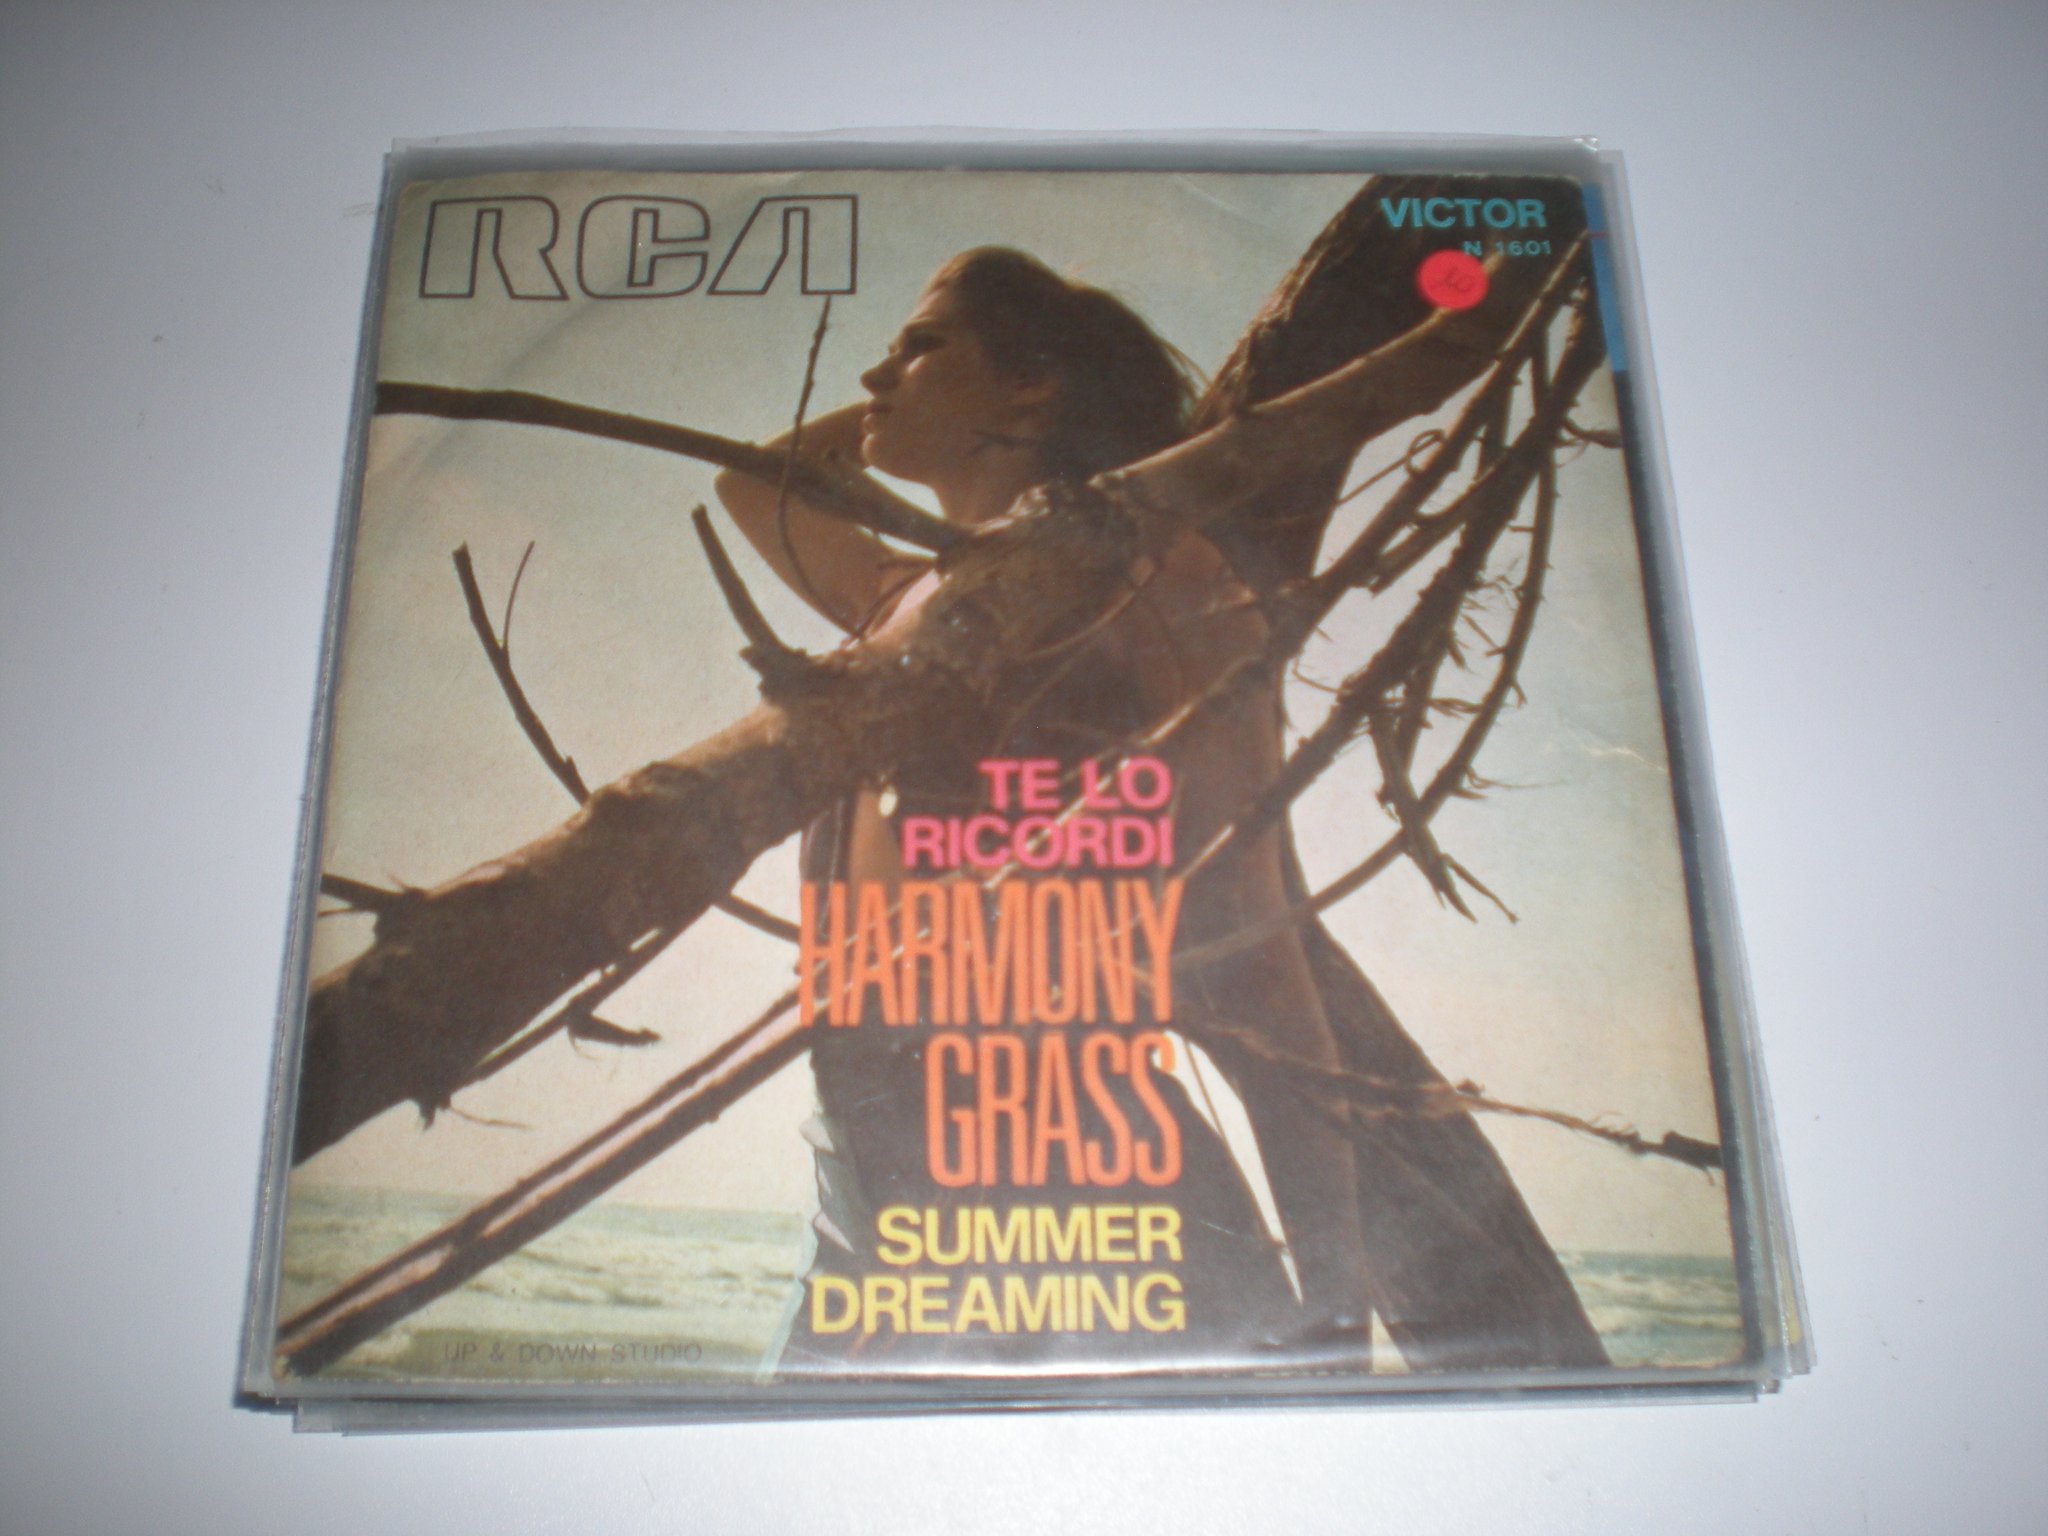 RCA
VICTOR
N 1601
TE LO
RICORDI
HARMONY
GRASS
SUMMER
DREAMING
UP & DOWN STUDIO